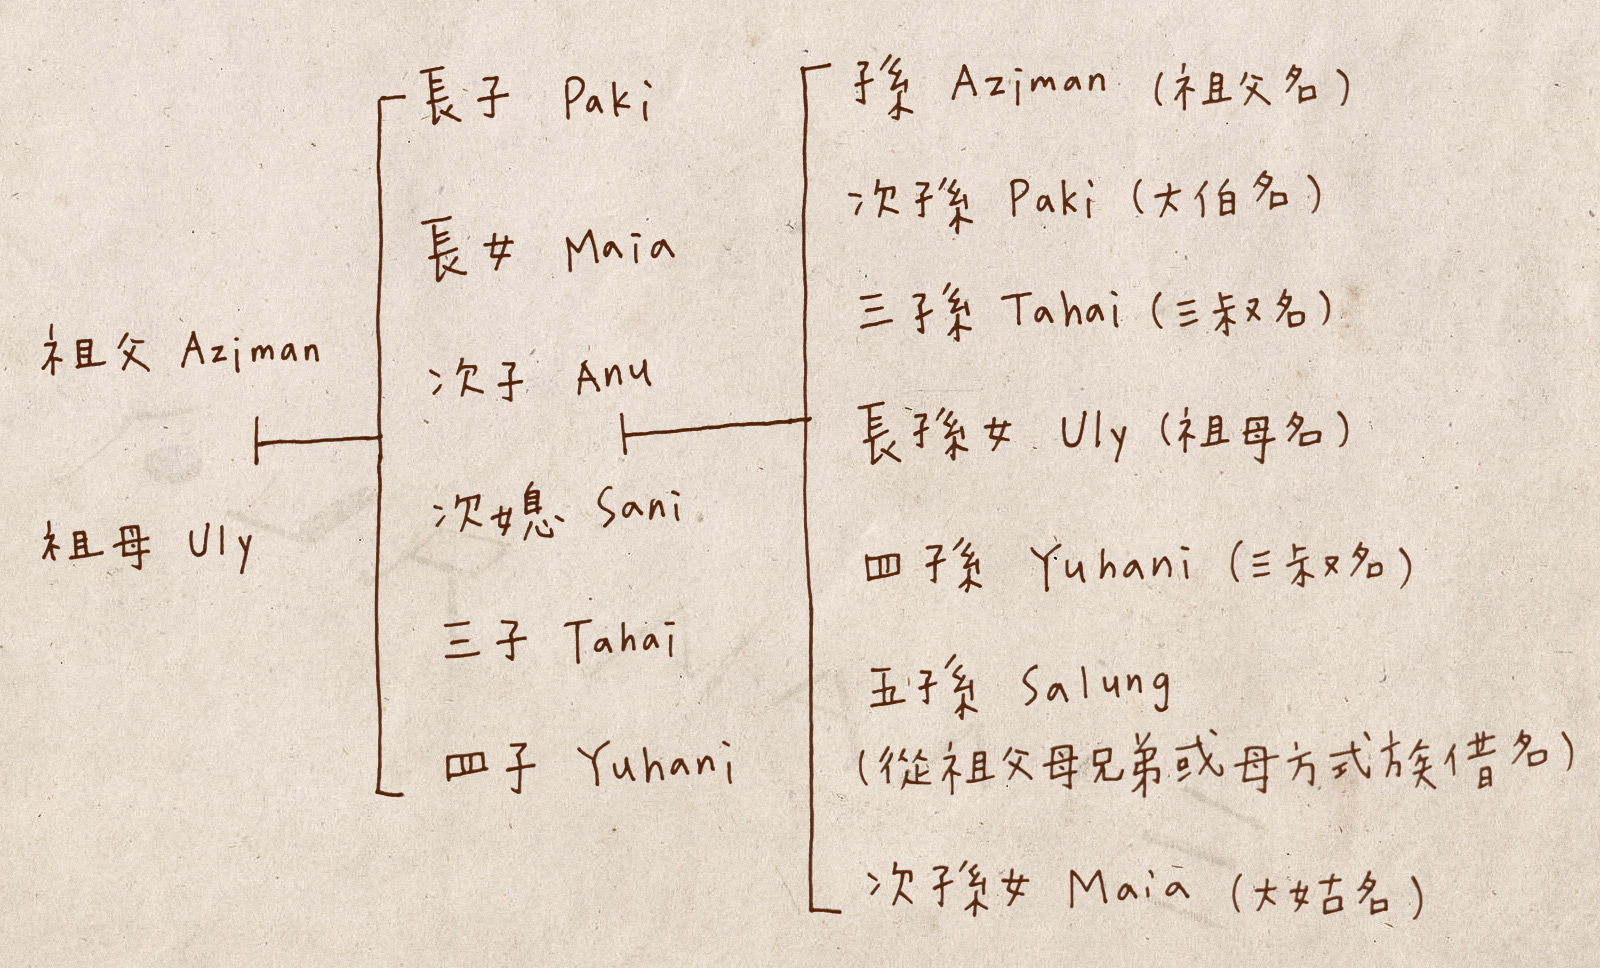 祖父 Aziman
祖母 Uly
長子 Paki
長女 Maia
次子 Anu
次媳 Sani
三子 Tahai
四子 Yuhani
孫 Aziman (祖父名)
次孫 Paki (大伯名)
三孫 Tahai (三叔名)
長孫女 Uly (祖母名)
四孫 Yuhani (三叔名)
五孫 Salung
(從祖父母兄弟或母方式族借名)
次孫女 Maia (大姑名)